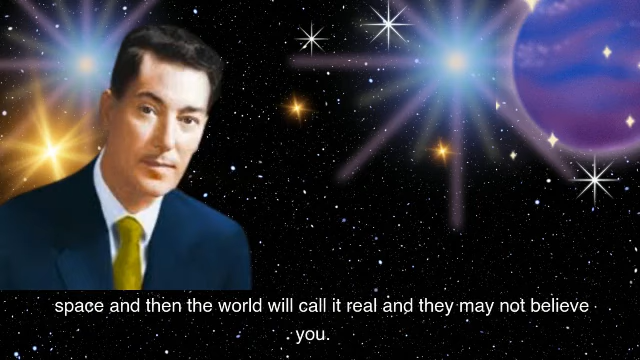 space and then the world will call it real and they may not believe
you.